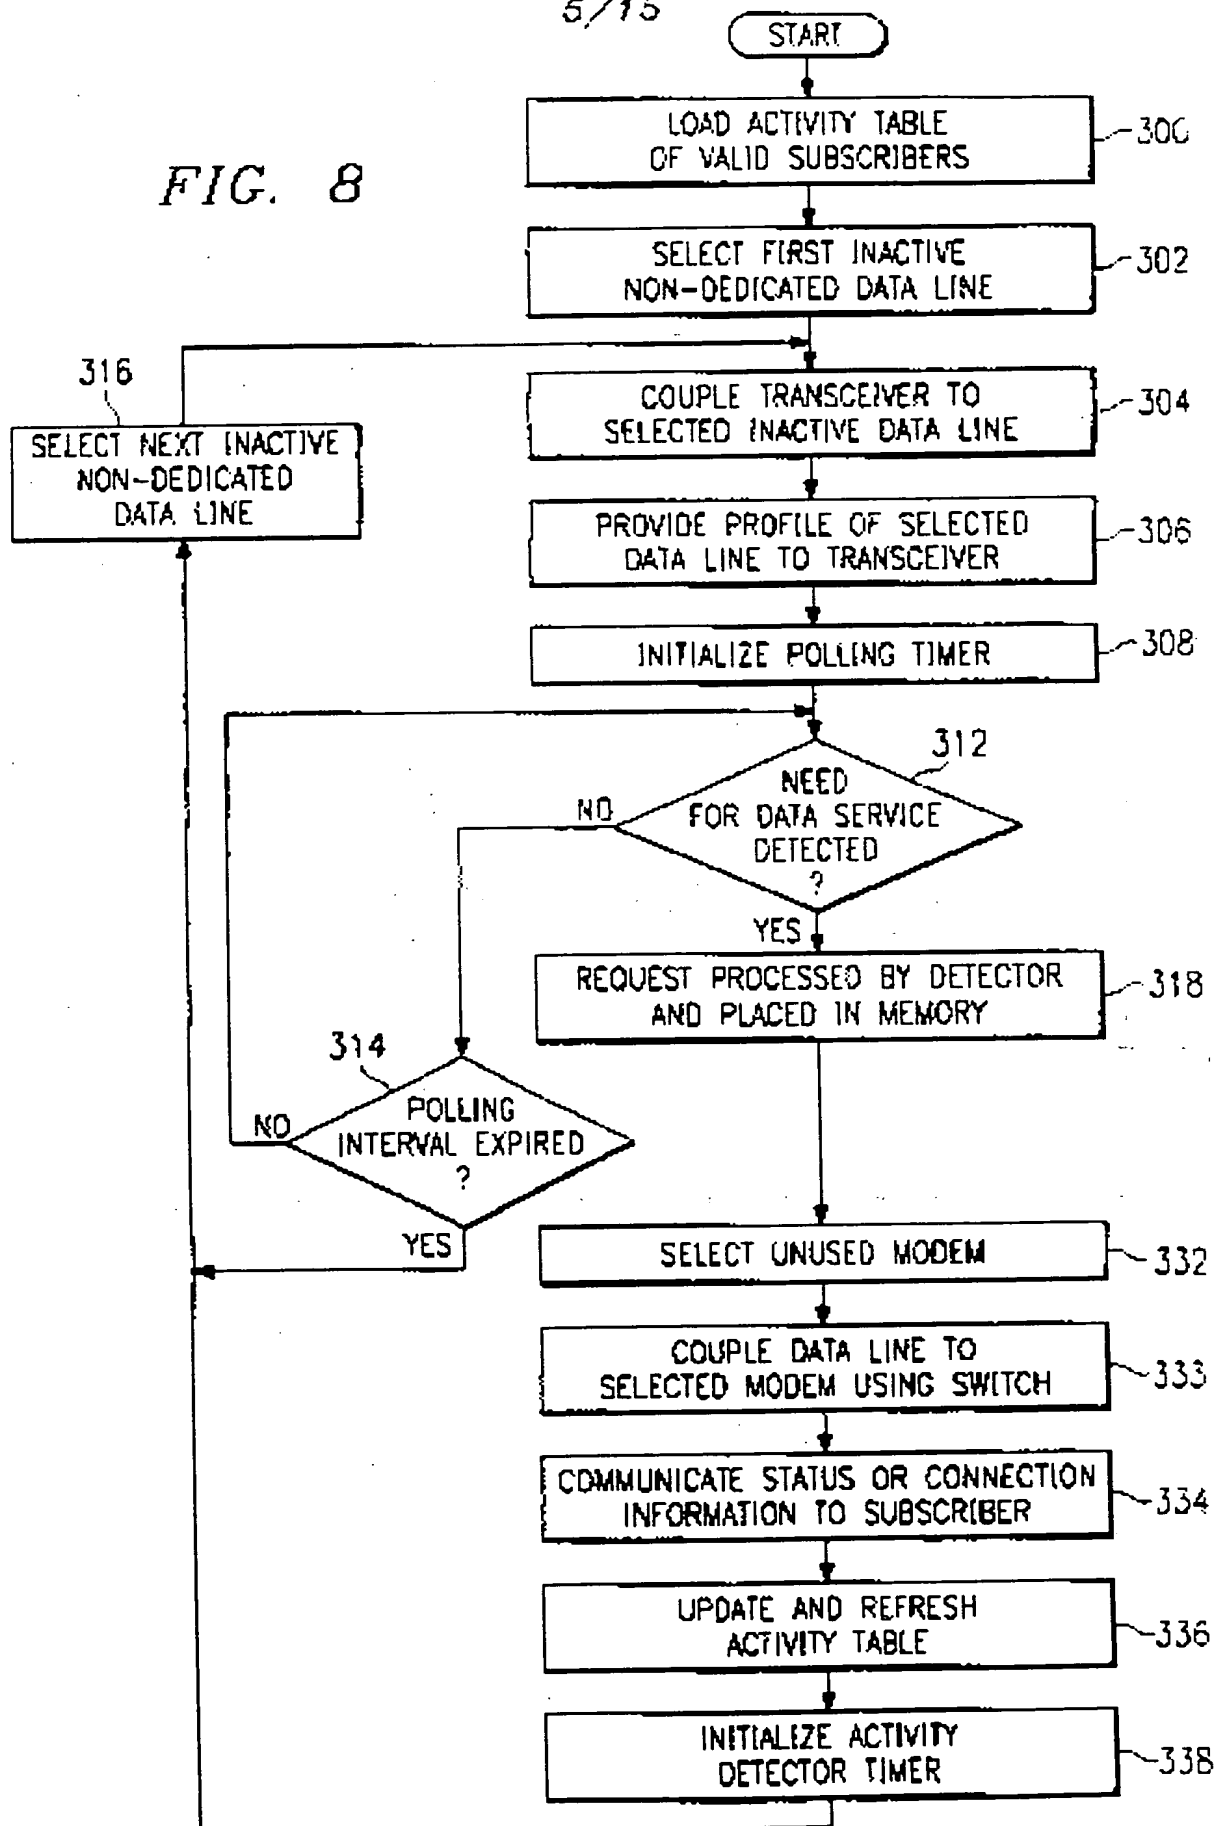 5/15
START
LOAD ACTIVITY TABLE
OF VALID SUBSCRIBERS
300
FIG. 8
SELECT FIRST INACTIVE
NON-DEDICATED DATA LINE
302
316
SELECT NEXT INACTIVE
NON-DEDICATED
DATA LINE
COUPLE TRANSCEIVER TO
SELECTED INACTIVE DATA LINE
304
PROVIDE PROFILE OF SELECTED
DATA LINE TO TRANSCEIVER
306
INITIALIZE POLLING TIMER
308
312
NEED
FOR DATA SERVICE
DETECTED
?
NO
YES
REQUEST PROCESSED BY DETECTOR
AND PLACED IN MEMORY
318
314
POLLING
INTERVAL EXPIRED
?
NO
YES
SELECT UNUSED MODEM
332
COUPLE DATA LINE TO
SELECTED MODEM USING SWITCH
333
COMMUNICATE STATUS OR CONNECTION
INFORMATION TO SUBSCRIBER
334
UPDATE AND REFRESH
ACTIVITY TABLE
336
INITIALIZE ACTIVITY
DETECTOR TIMER
338